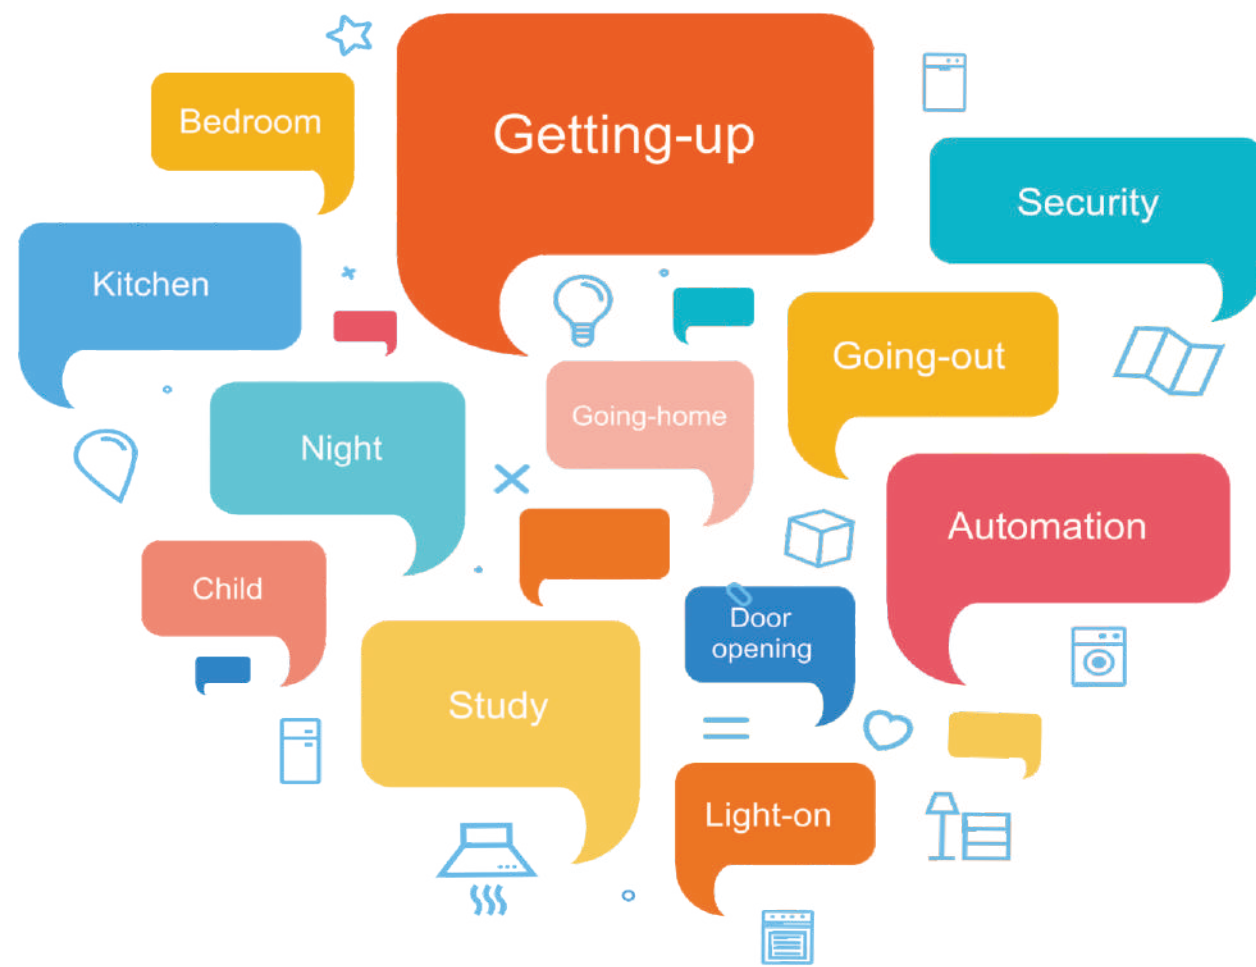 Getting-up
Bedroom
Security
Kitchen
Going-out
Going-home
Night
Automation
Child
Door
opening
Study
Light-on